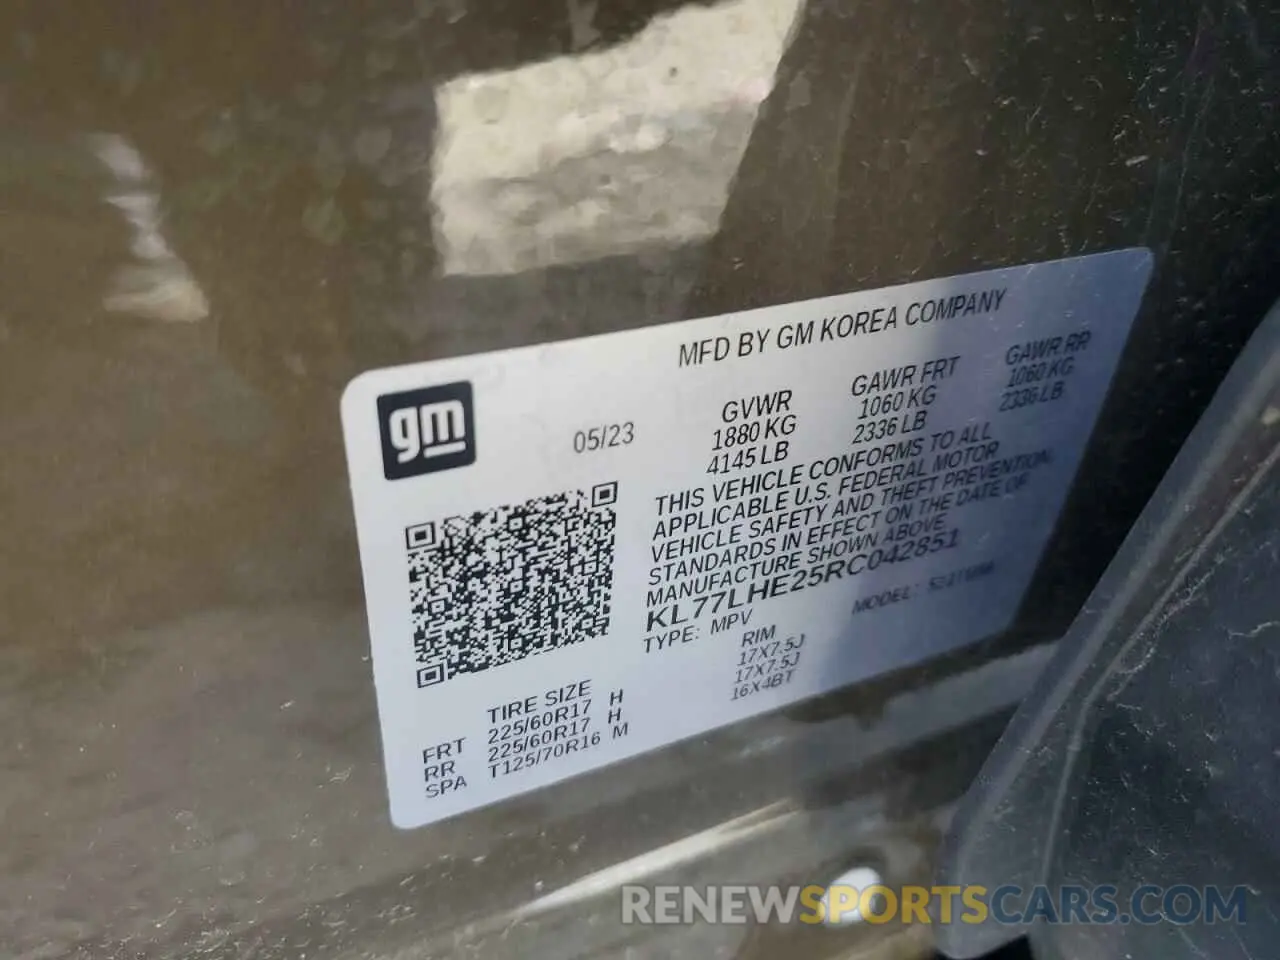 MFD BY GM KOREA COMPANY
gm
05/23
GVWR GAWR FRT GAWR RR
1880 KG 1060 KG 1060 KG
4145 LB 2336 LB 2336 LB
THIS VEHICLE CONFORMS TO ALL
APPLICABLE U.S. FEDERAL MOTOR
VEHICLE SAFETY AND THEFT PREVENTION
STANDARDS IN EFFECT ON THE DATE OF
MANUFACTURE SHOWN ABOVE
KL77LHE25RC042851
TYPE: MPV MODEL:
TIRE SIZE RIM
FRT 225/60R17 H 17X7.5J
RR 225/60R17 H 17X7.5J
SPA T125/70R16 M 16X4BT
RENEWSPORTSCARS.COM